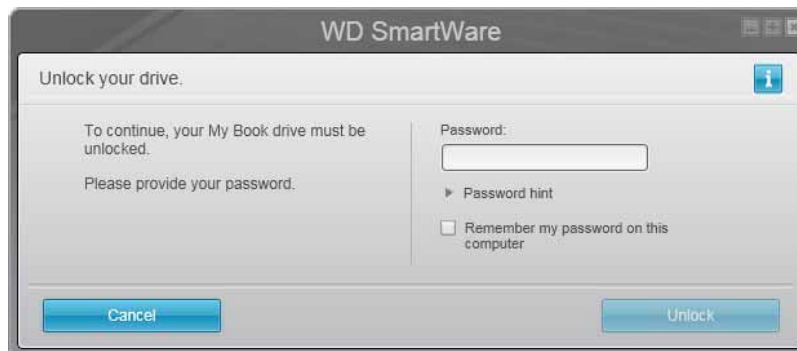 WD SmartWare
Unlock your drive.
i
To continue, your My Book drive must be
unlocked.
Please provide your password.
Password:
Password hint
Remember my password on this
computer
Cancel
Unlock